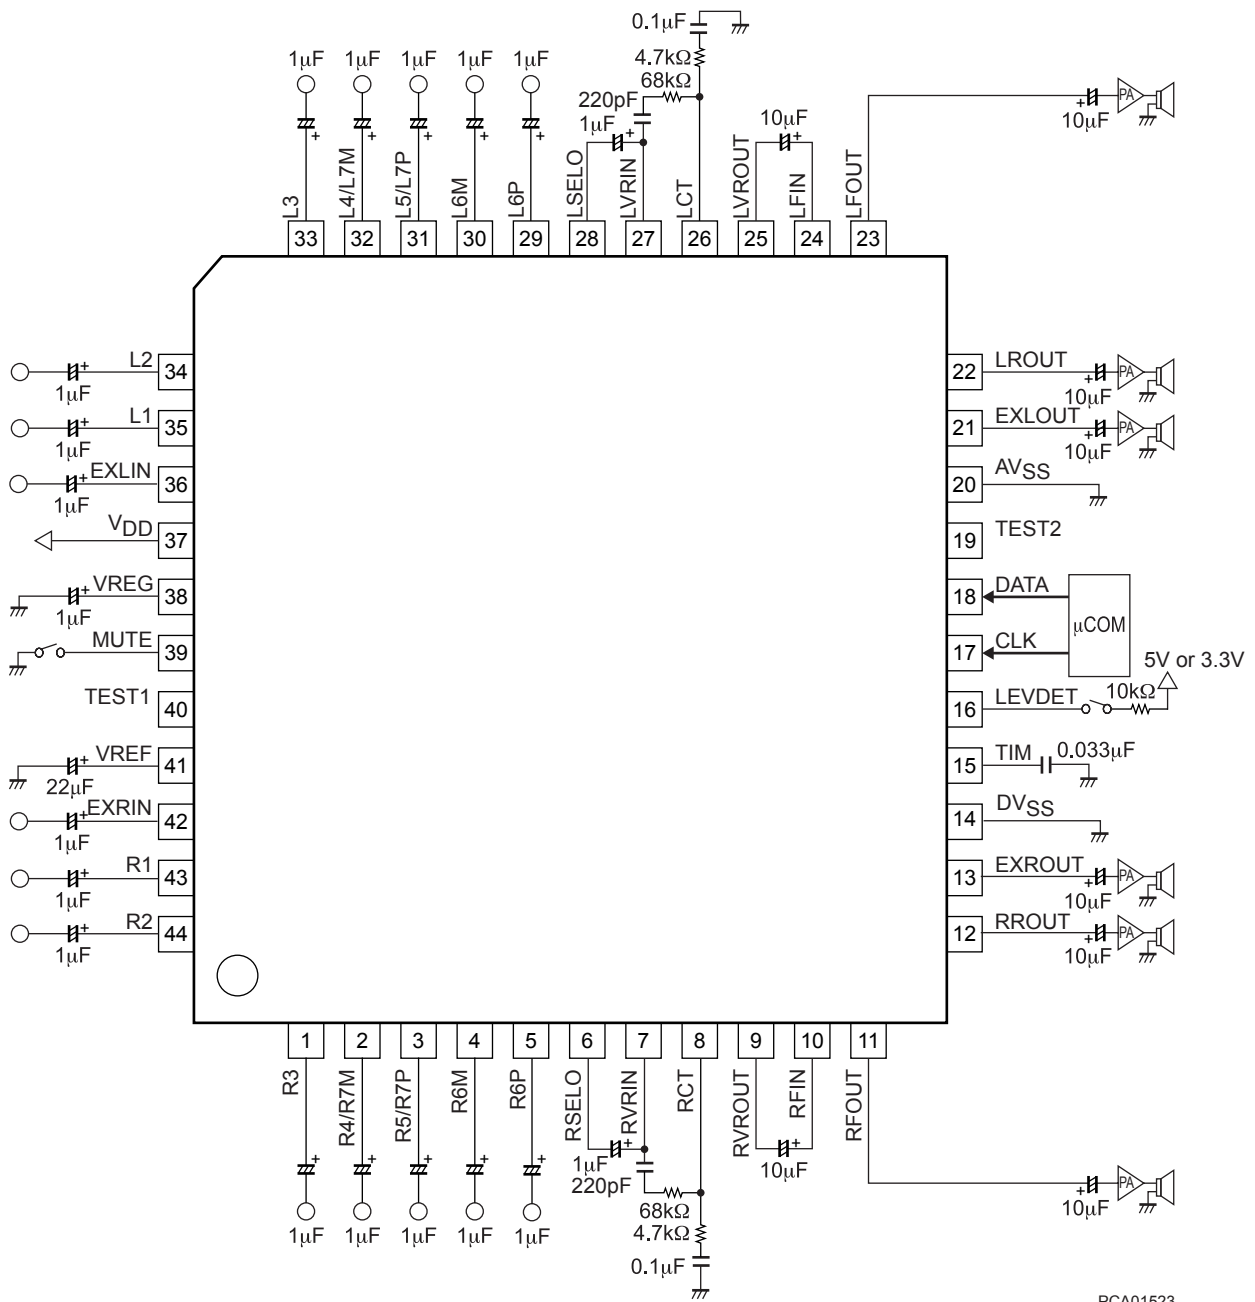 0.1µF
4.7kΩ
68kΩ
220pF
1µF
1µF 1µF 1µF 1µF 1µF
10µF
PA
10µF
L3 L4/L7M L5/L7P L6M L6P LSELO LVRIN LCT LVROUT LFIN LFOUT
33 32 31 30 29 28 27 26 25 24 23
L2 34
1µF
L1 35
1µF
EXLIN 36
1µF
VDD 37
VREG 38
1µF
MUTE 39
TEST1 40
VREF 41
22µF
EXRIN 42
1µF
R1 43
1µF
R2 44
1µF
22 LROUT PA
10µF
21 EXLOUT PA
10µF
20 AVSS
19 TEST2
18 DATA
µCOM
17 CLK
5V or 3.3V
10kΩ
16 LEVDET
15 TIM 0.033µF
14 DVSS
13 EXROUT PA
10µF
12 RROUT PA
10µF
1 2 3 4 5 6 7 8 9 10 11
R3 R4/R7M R5/R7P R6M R6P RSELO RVRIN RCT RVROUT RFIN RFOUT
1µF
220pF
10µF
68kΩ
4.7kΩ
0.1µF
1µF 1µF 1µF 1µF 1µF
PA
10µF
PCA01523